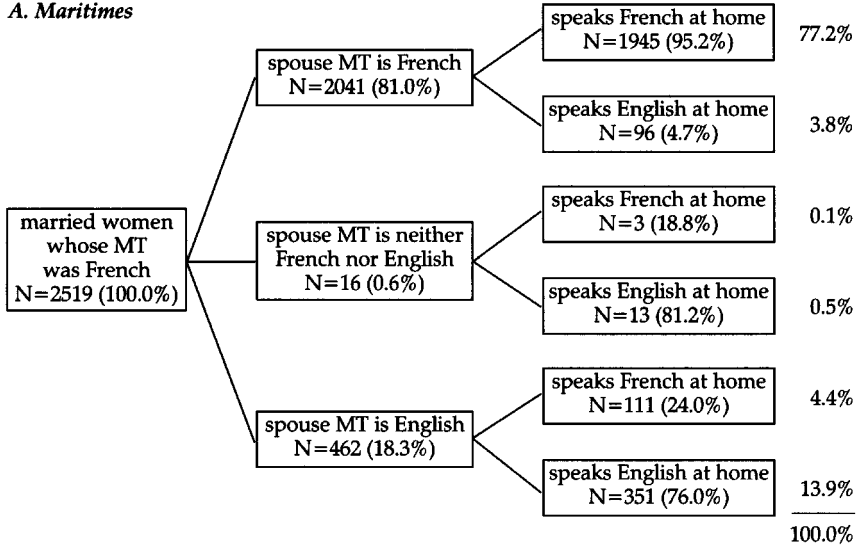 A. Maritimes
speaks French at home
N=1945 (95.2%)
77.2%
spouse MT is French
N=2041 (81.0%)
speaks English at home
N=96 (4.7%)
3.8%
speaks French at home
N=3 (18.8%)
0.1%
married women
whose MT
was French
N=2519 (100.0%)
spouse MT is neither
French nor English
N=16 (0.6%)
speaks English at home
N=13 (81.2%)
0.5%
speaks French at home
N=111 (24.0%)
4.4%
spouse MT is English
N=462 (18.3%)
speaks English at home
N=351 (76.0%)
13.9%
100.0%